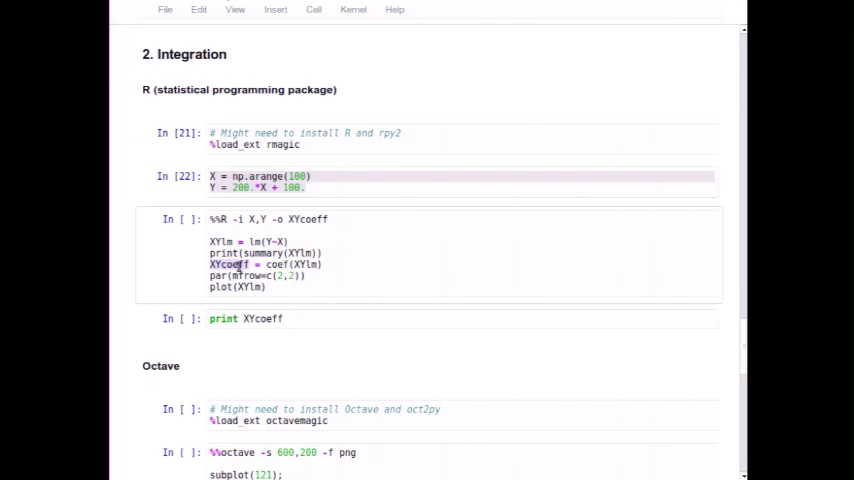 File Edit View Insert Cell Kernel Help
2. Integration
R (statistical programming package)
In [21]: # Might need to install R and rpy2
%load_ext rmagic
In [22]: X = np.arange(100)
Y = 200.*X + 100.
In [ ]: %%R -i X,Y -o XYcoeff
XYlm = lm(Y~X)
print(summary(XYlm))
XYcoeff = coef(XYlm)
par(mfrow=c(2,2))
plot(XYlm)
In [ ]: print XYcoeff
Octave
In [ ]: # Might need to install Octave and oct2py
%load_ext octavemagic
In [ ]: %%octave -s 600,200 -f png
subplot(121);